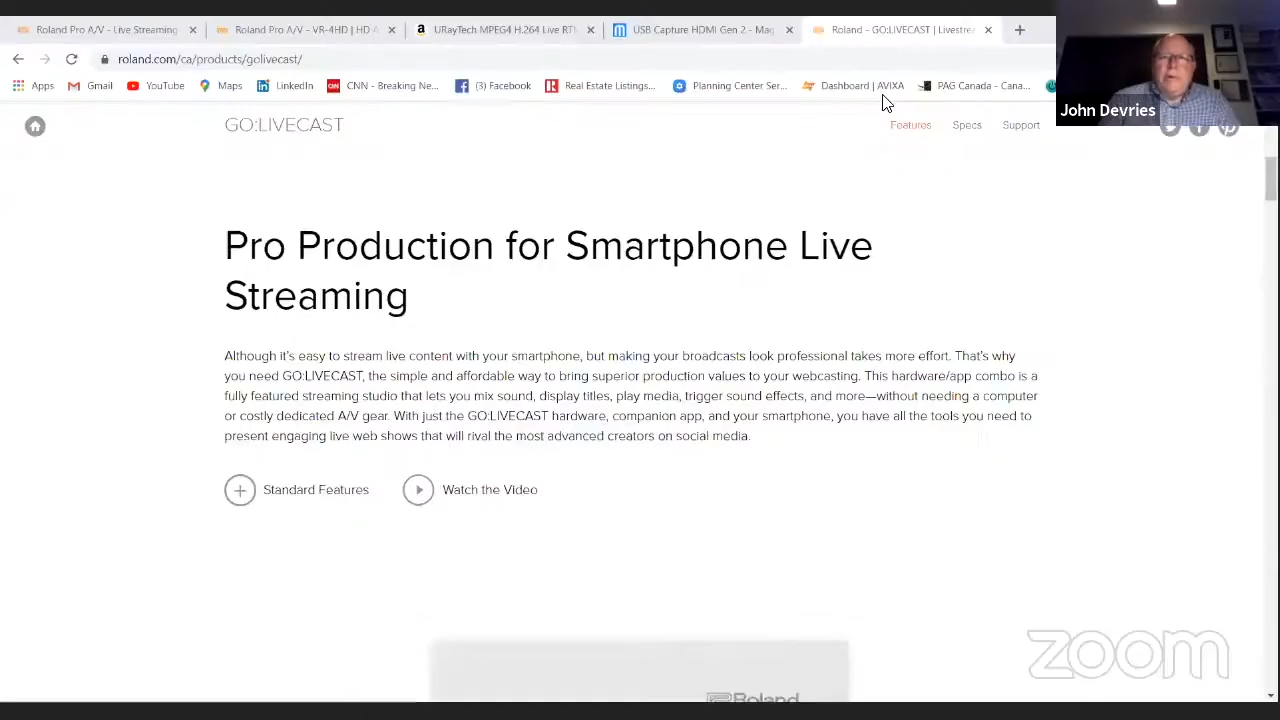 Roland Pro A/V - Live Streaming
Roland Pro A/V - VR-4HD | HD A
URayTech MPEG4 H.264 Live RTM
USB Capture HDMI Gen 2 - Mag
Roland - GO:LIVECAST | Livestrea
roland.com/ca/products/golivecast/
Apps
Gmail
YouTube
Maps
LinkedIn
CNN - Breaking Ne...
(3) Facebook
Real Estate Listings...
Planning Center Ser...
Dashboard | AVIXA
PAG Canada - Cana...
John Devries
GO:LIVECAST
Features
Specs
Support
Pro Production for Smartphone Live
Streaming
Although it's easy to stream live content with your smartphone, but making your broadcasts look professional takes more effort. That's why
you need GO:LIVECAST, the simple and affordable way to bring superior production values to your webcasting. This hardware/app combo is a
fully featured streaming studio that lets you mix sound, display titles, play media, trigger sound effects, and more—without needing a computer
or costly dedicated A/V gear. With just the GO:LIVECAST hardware, companion app, and your smartphone, you have all the tools you need to
present engaging live web shows that will rival the most advanced creators on social media.
Standard Features
Watch the Video
Roland
zoom